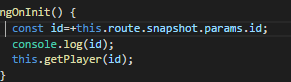 ngOnInit() {
const id=+this.route.snapshot.params.id;
console.log(id);
this.getPlayer(id);
}